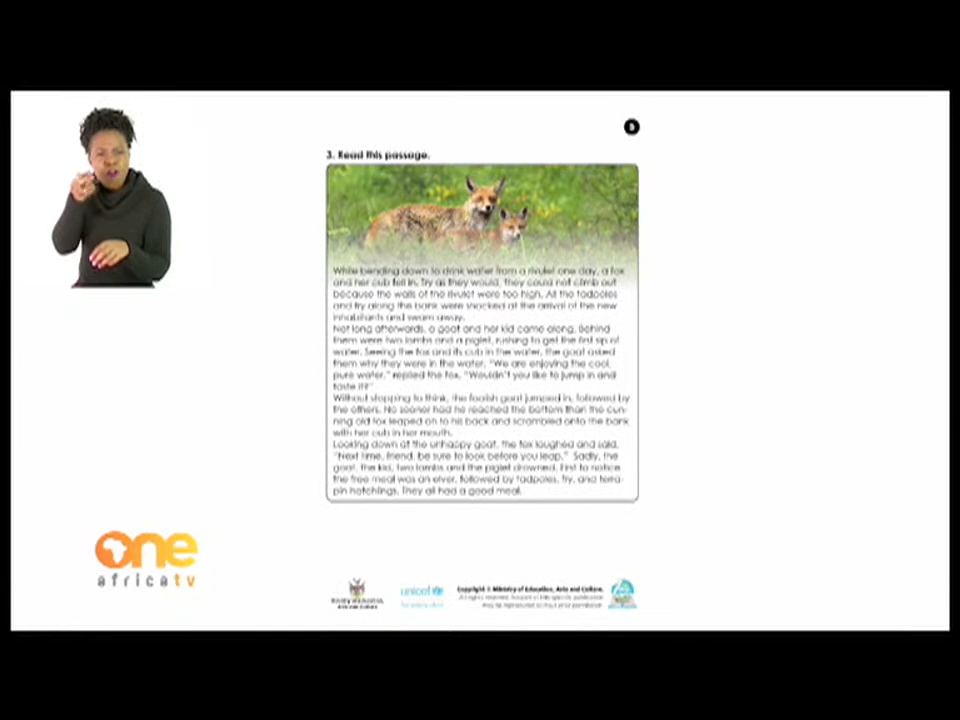 3. Read this passage.
While bending down to drink water from a rivulet one day, a fox
and her cub fell in. Try as they would, they could not climb out
because the walls of the rivulet were too high. All the tadpoles
and fry along the bank were shocked at the arrival of the new
inhabitants and swam away.
Not long afterwards, a goat and her kid came along. Behind
them were two lambs and a piglet, rushing to get the first sip of
water. Seeing the fox and its cub in the water, the goat asked
them why they were in the water. "We are enjoying the cool,
pure water," replied the fox. "Wouldn't you like to jump in and
taste it?"
Without stopping to think, the foolish goat jumped in, followed by
the others. No sooner had he reached the bottom than the cun-
ning old fox leaped on to his back and scrambled onto the bank
with her cub in her mouth.
Looking down at the unhappy goat, the fox laughed and said,
"Next time, friend, be sure to look before you leap." Sadly, the
goat, the kid, two lambs and the piglet drowned. First to notice
the free meal was an elver, followed by tadpoles, fry, and terra-
pin hatchlings. They all had a good meal.
one
africa tv
unicef
Copyright © Ministry of Education, Arts and Culture.